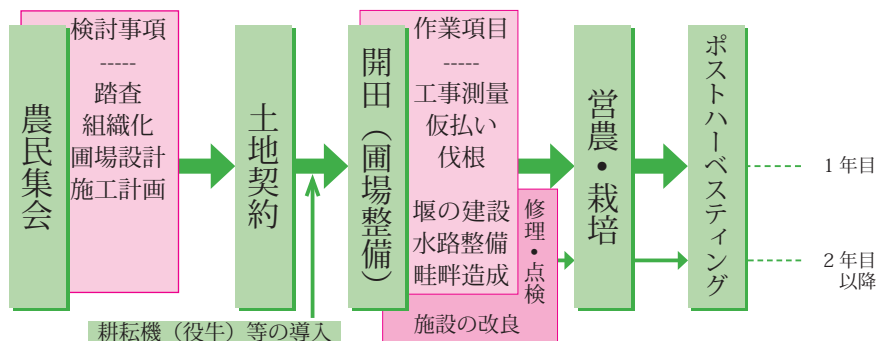 農民集会
検討事項
-----
踏査
組織化
圃場設計
施工計画
土地契約
耕耘機（役牛）等の導入
開田（圃場整備）
作業項目
-----
工事測量
仮払い
伐根
堰の建設
水路整備
畦畔造成
修理・点検
施設の改良
営農・栽培
ポストハーベスティング
1年目
2年目
以降